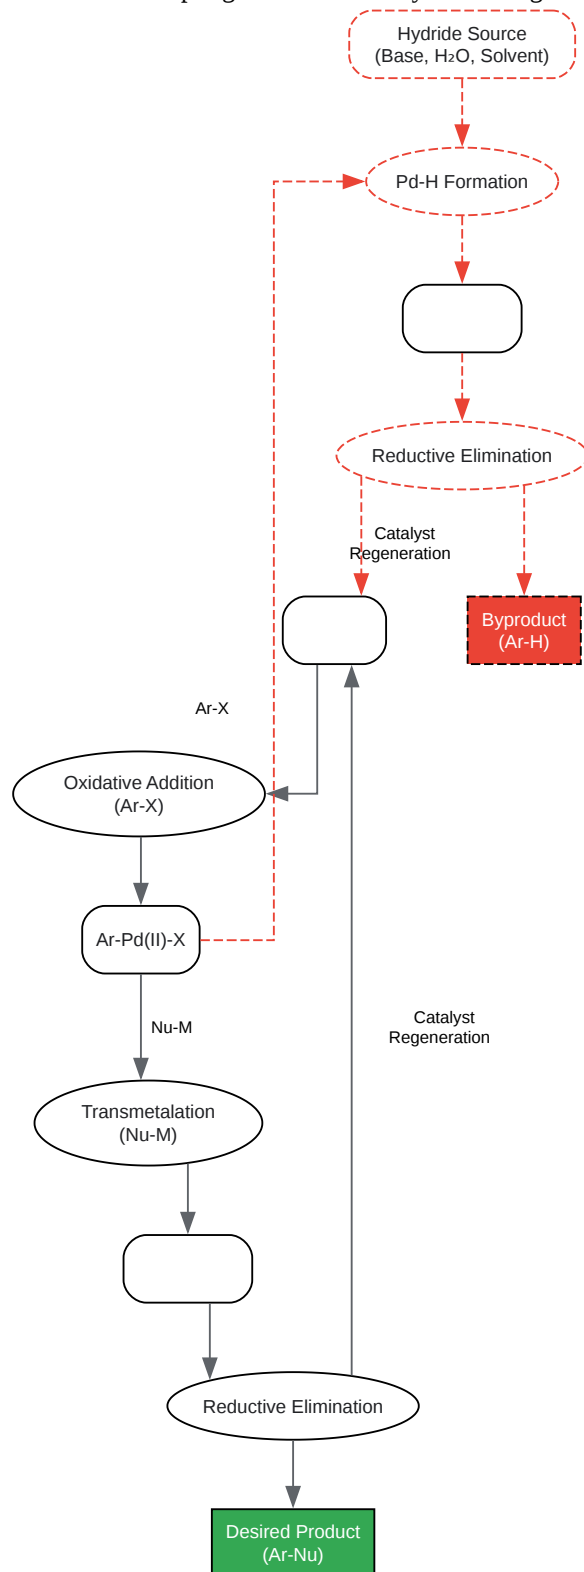 Hydride Source
(Base, H₂O, Solvent)
Pd-H Formation
Reductive Elimination
Catalyst
Regeneration
Byproduct
(Ar-H)
Ar-X
Oxidative Addition
(Ar-X)
Ar-Pd(II)-X
Nu-M
Catalyst
Regeneration
Transmetalation
(Nu-M)
Reductive Elimination
Desired Product
(Ar-Nu)